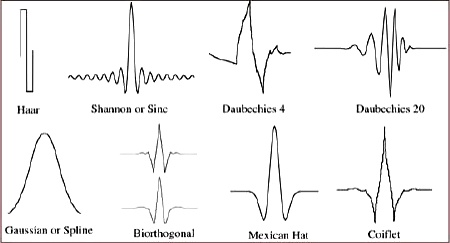 Haar
Shannon or Sinc
Daubechies 4
Daubechies 20
Gaussian or Spline
Biorthogonal
Mexican Hat
Coiflet